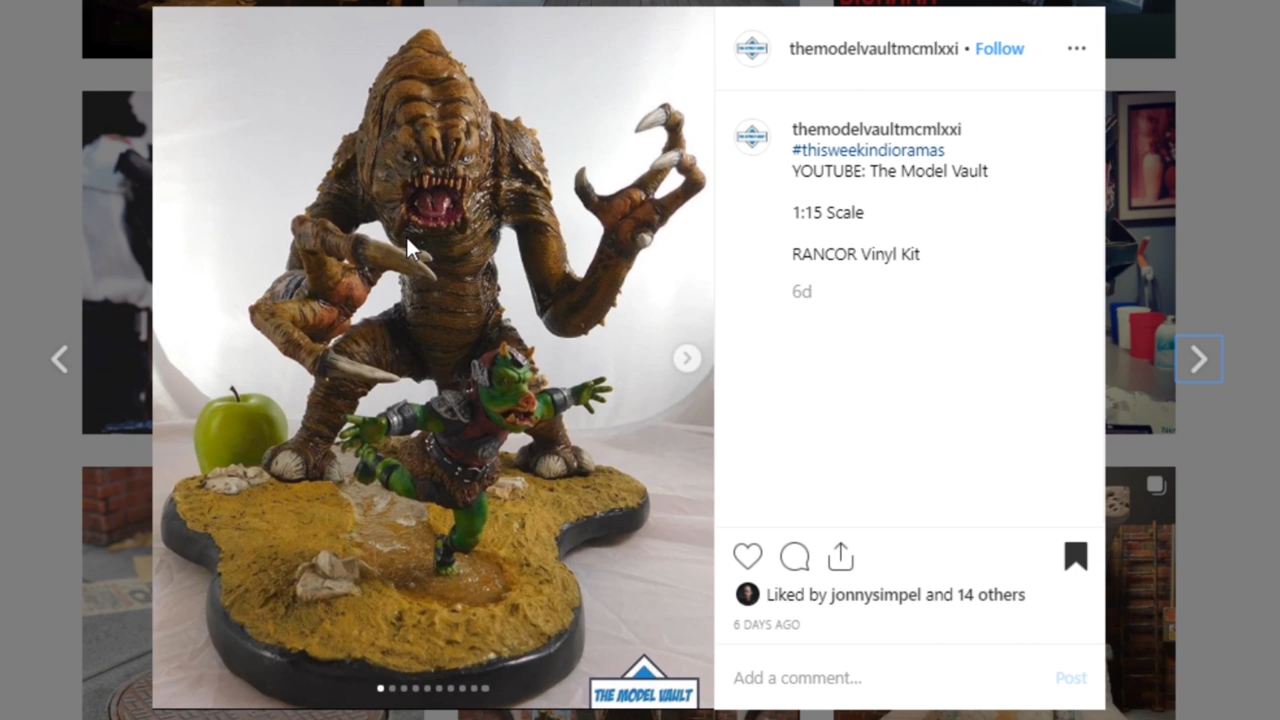 themodelvaultmcmlxxi • Follow
themodelvaultmcmlxxi
#thisweekindioramas
YOUTUBE: The Model Vault
1:15 Scale
RANCOR Vinyl Kit
6d
Liked by jonnysimpel and 14 others
6 DAYS AGO
Add a comment... Post
THE MODEL VAULT